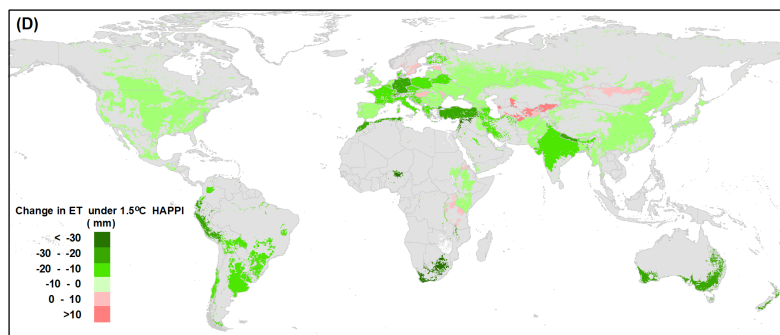 (D)
Change in ET under 1.5⁰C HAPPI
( mm)
< -30
-30 - -20
-20 - -10
-10 - 0
0 - 10
>10